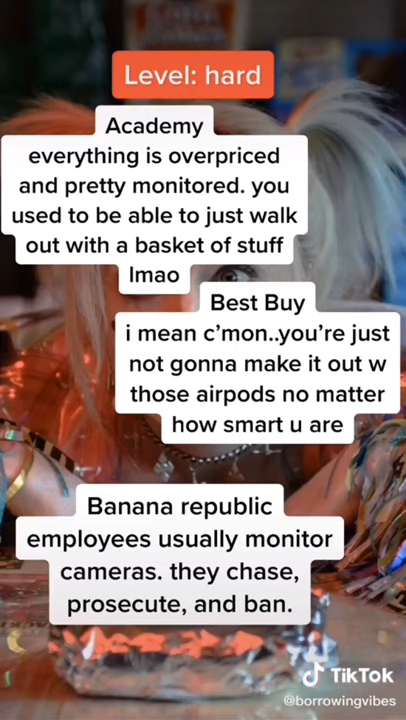 Level: hard
Academy
everything is overpriced
and pretty monitored. you
used to be able to just walk
out with a basket of stuff
lmao
Best Buy
i mean c’mon..you’re just
not gonna make it out w
those airpods no matter
how smart u are
Banana republic
employees usually monitor
cameras. they chase,
prosecute, and ban.
TikTok
@borrowingvibes